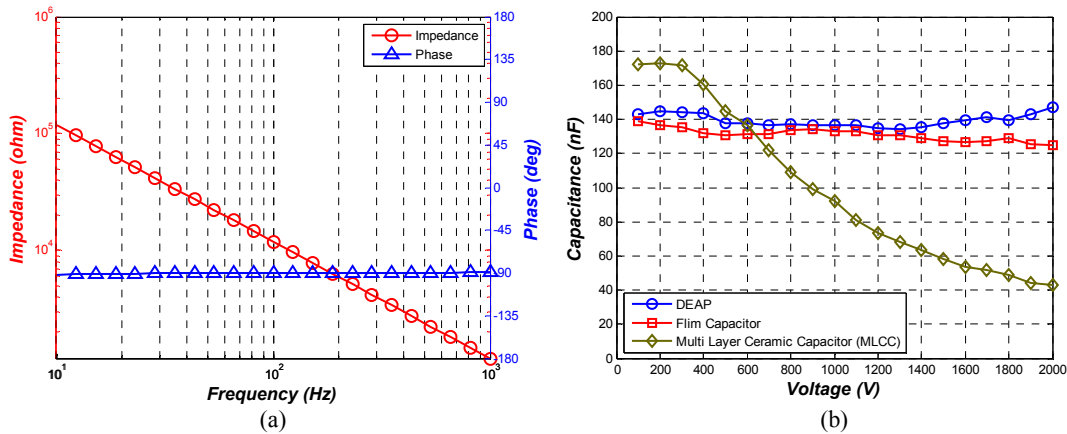 10^6
10^5
10^4
Impedance (ohm)
180
135
90
45
0
-45
-90
-135
-180
Phase (deg)
Impedance
Phase
10^1
10^2
10^3
Frequency (Hz)
(a)
200
180
160
140
120
100
80
60
40
20
0
Capacitance (nF)
DEAP
Flim Capacitor
Multi Layer Ceramic Capacitor (MLCC)
0 200 400 600 800 1000 1200 1400 1600 1800 2000
Voltage (V)
(b)